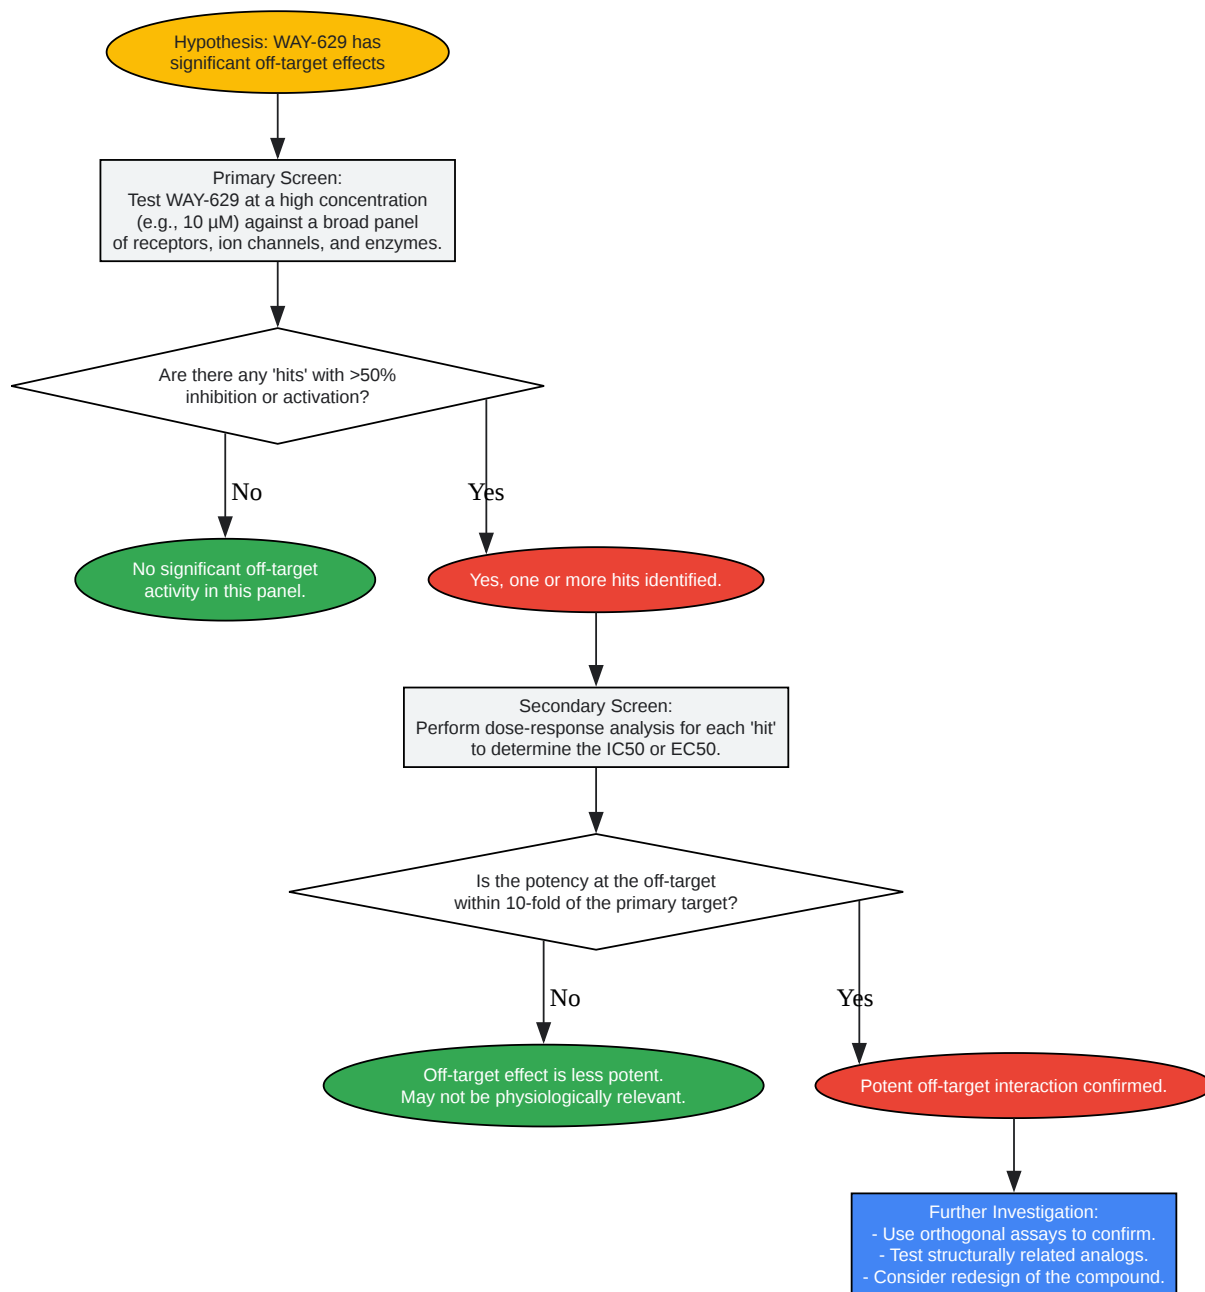 Hypothesis: WAY-629 has
significant off-target effects
Primary Screen:
Test WAY-629 at a high concentration
(e.g., 10 µM) against a broad panel
of receptors, ion channels, and enzymes.
Are there any 'hits' with >50%
inhibition or activation?
No
Yes
No significant off-target
activity in this panel.
Yes, one or more hits identified.
Secondary Screen:
Perform dose-response analysis for each 'hit'
to determine the IC50 or EC50.
Is the potency at the off-target
within 10-fold of the primary target?
No
Yes
Off-target effect is less potent.
May not be physiologically relevant.
Potent off-target interaction confirmed.
Further Investigation:
- Use orthogonal assays to confirm.
- Test structurally related analogs.
- Consider redesign of the compound.